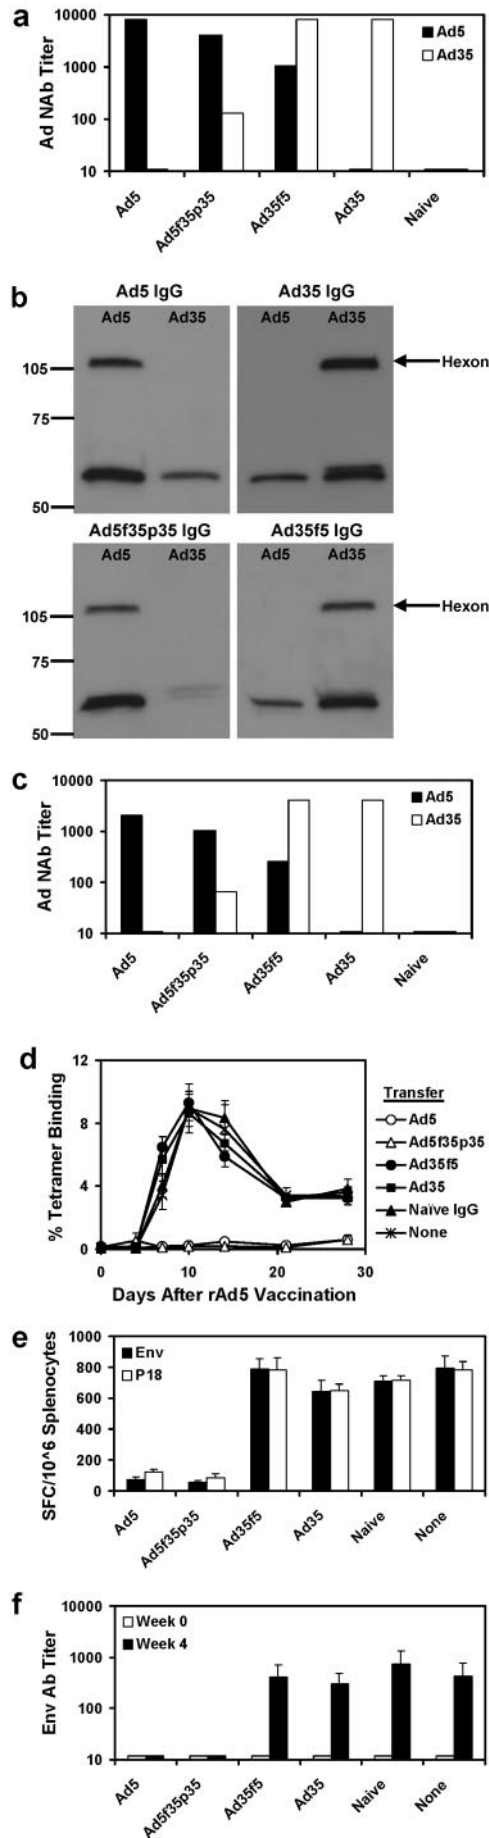 a
Ad NAb Titer
10000
1000
100
10
Ad5
Ad35
Ad5
Ad5f35p35
Ad35f5
Ad35
Naive
b
Ad5 IgG
Ad35 IgG
Ad5 Ad35
Ad5 Ad35
Hexon
105
75
50
Ad5f35p35 IgG
Ad35f5 IgG
Ad5 Ad35
Ad5 Ad35
Hexon
105
75
50
c
Ad NAb Titer
10000
1000
100
10
Ad5
Ad35
Ad5
Ad5f35p35
Ad35f5
Ad35
Naive
d
% Tetramer Binding
12
8
4
0
0 10 20 30
Days After rAd5 Vaccination
Transfer
Ad5
Ad5f35p35
Ad35f5
Ad35
Naïve IgG
None
e
SFC/10^6 Splenocytes
1000
800
600
400
200
0
Env
P18
Ad5
Ad5f35p35
Ad35f5
Ad35
Naive
None
f
Env Ab Titer
10000
1000
100
10
Week 0
Week 4
Ad5
Ad5f35p35
Ad35f5
Ad35
Naive
None